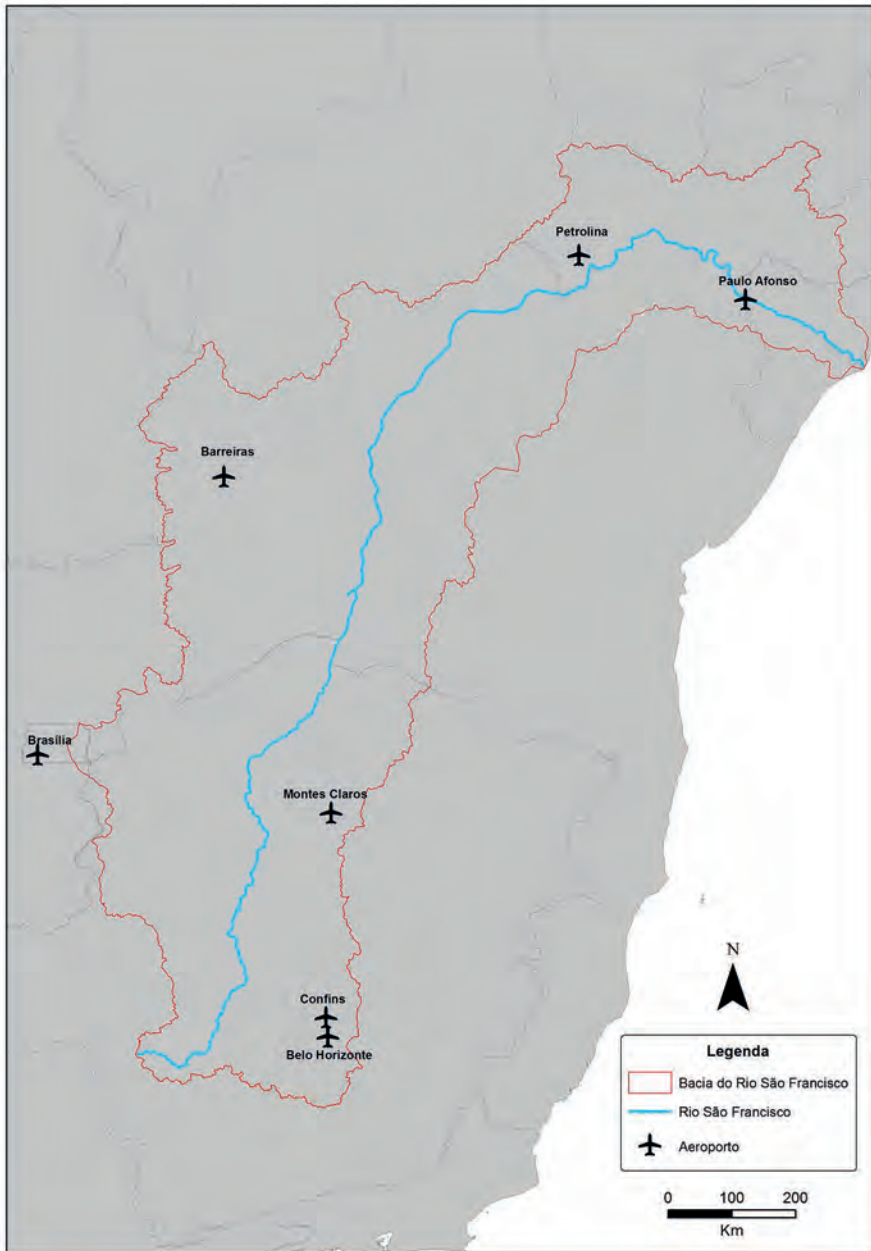 Petrolina
Paulo Afonso
Barreiras
Brasília
Montes Claros
Confins
Belo Horizonte
N
Legenda
Bacia do Rio São Francisco
Rio São Francisco
Aeroporto
0 100 200
Km